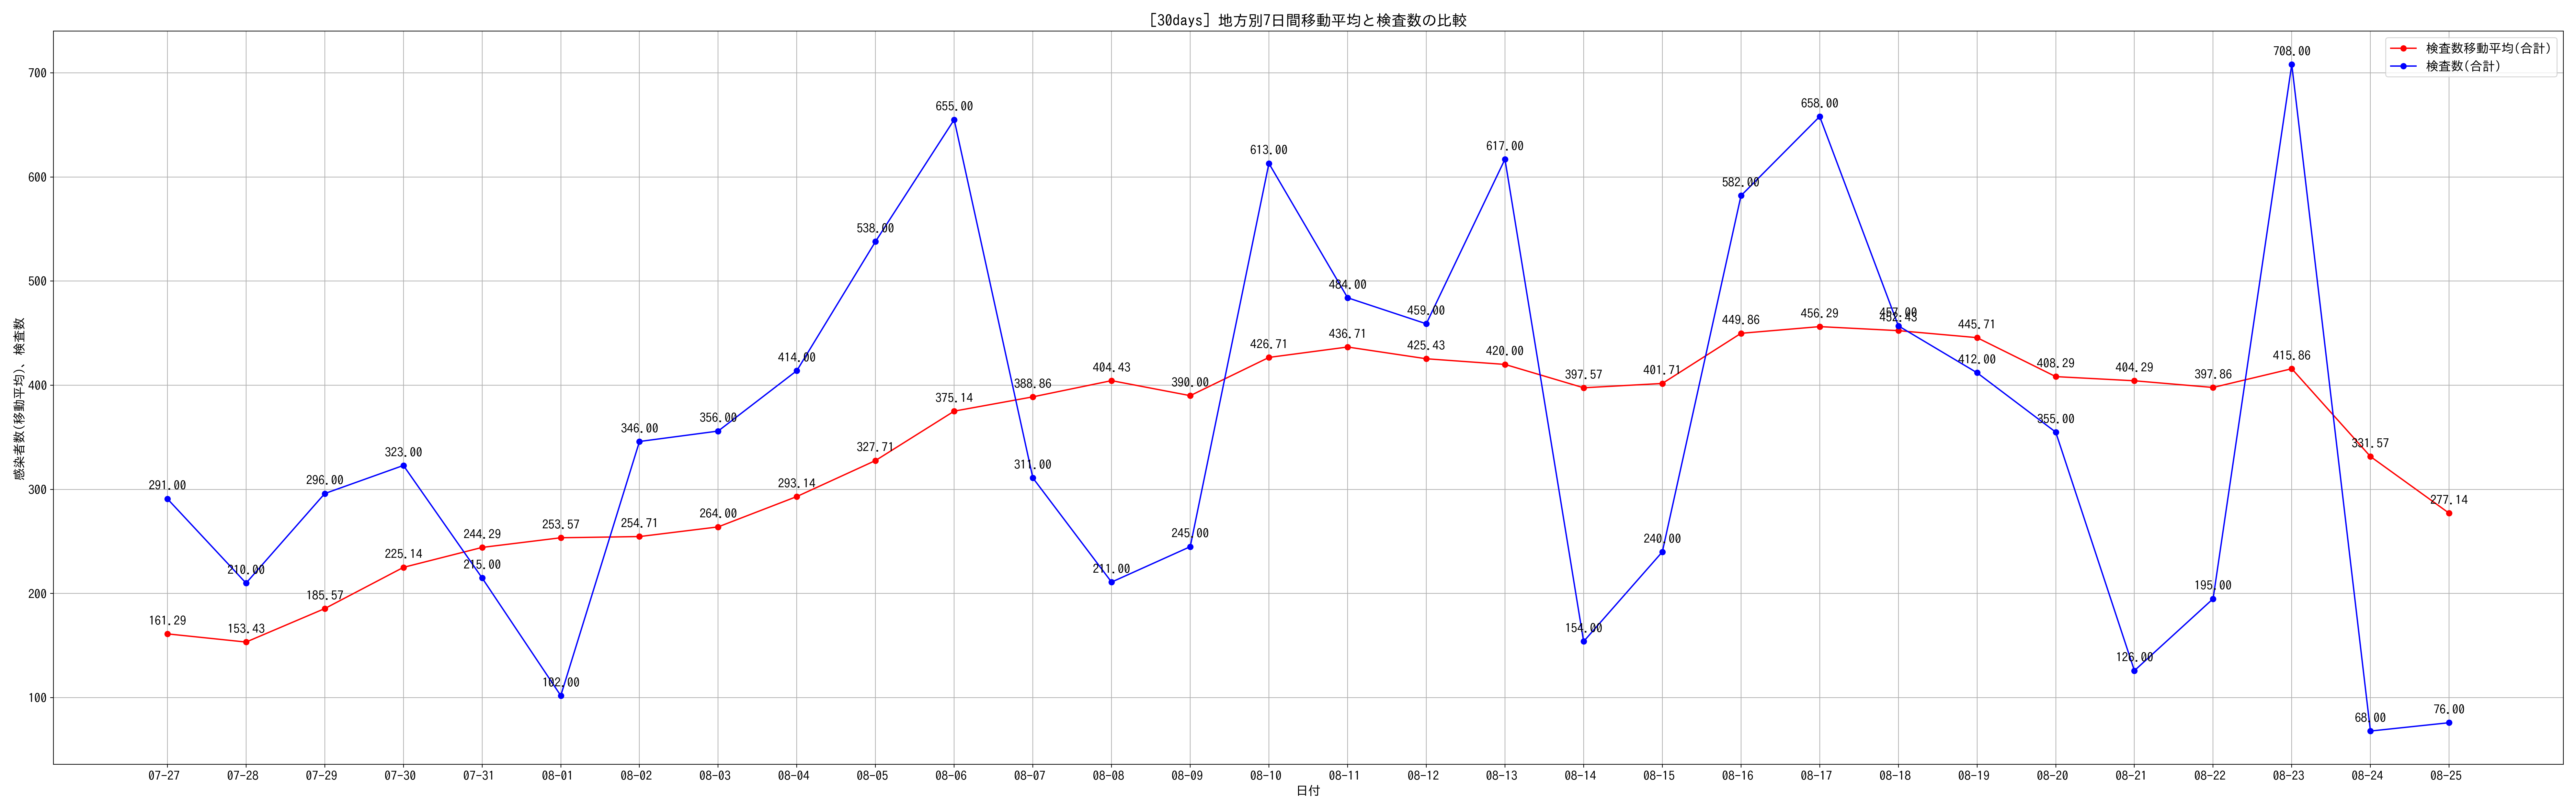 [30days] 地方別7日間移動平均と検査数の比較
検査数移動平均(合計)
検査数(合計)
感染者数(移動平均)、検査数
700
600
500
400
300
200
100
291.00 210.00 296.00 323.00 215.00 102.00 346.00 356.00 414.00 538.00 655.00 311.00 211.00 245.00 613.00 484.00 459.00 617.00 154.00 240.00 582.00 658.00 457.00 412.00 355.00 126.00 195.00 708.00 68.00 76.00
161.29 153.43 185.57 225.14 244.29 253.57 254.71 264.00 293.14 327.71 375.14 388.86 404.43 390.00 426.71 436.71 425.43 420.00 397.57 401.71 449.86 456.29 452.43 445.71 408.29 404.29 397.86 415.86 331.57 277.14
07-27 07-28 07-29 07-30 07-31 08-01 08-02 08-03 08-04 08-05 08-06 08-07 08-08 08-09 08-10 08-11 08-12 08-13 08-14 08-15 08-16 08-17 08-18 08-19 08-20 08-21 08-22 08-23 08-24 08-25
日付